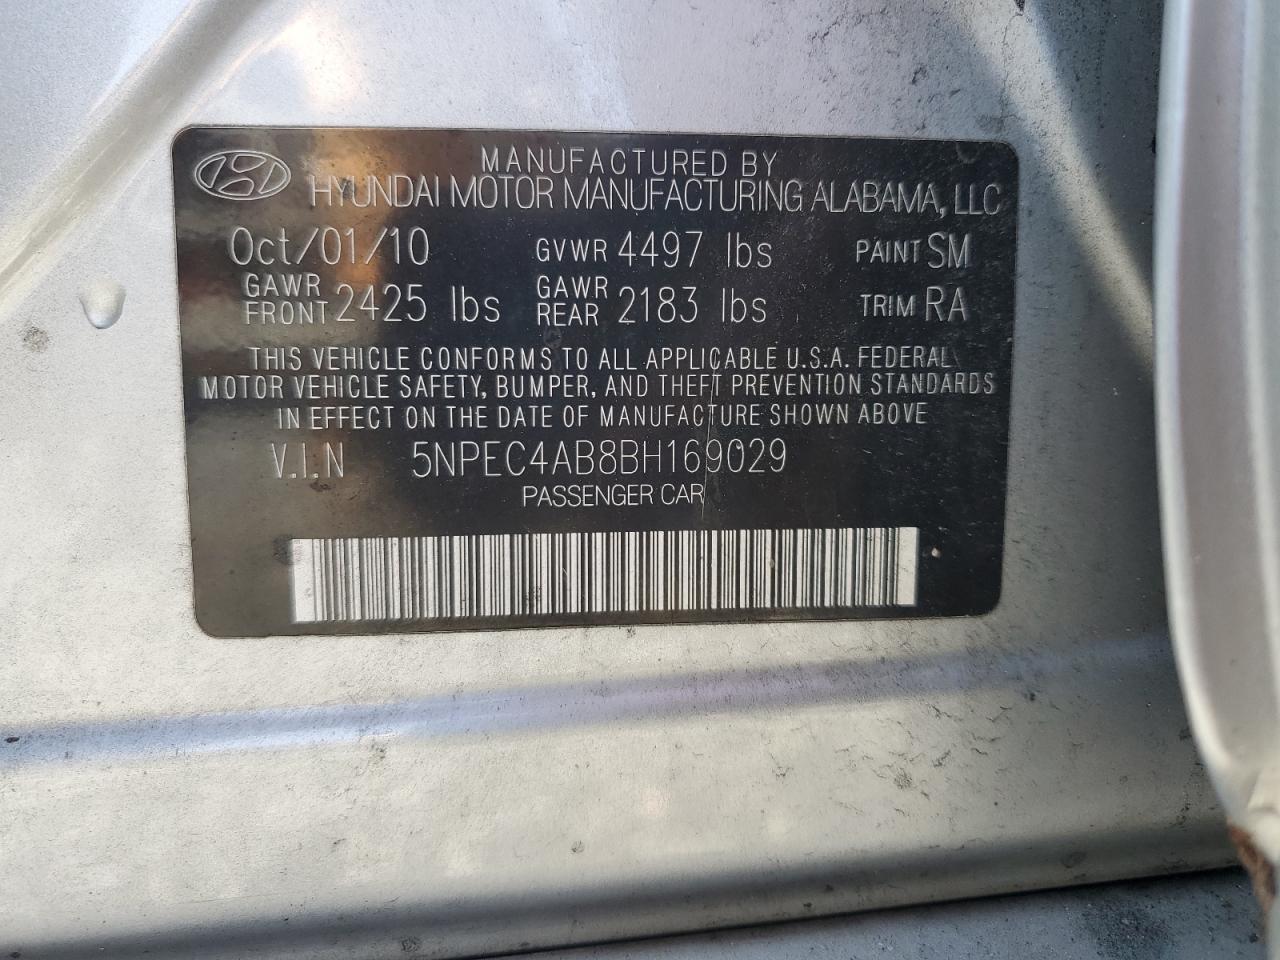 MANUFACTURED BY
HYUNDAI MOTOR MANUFACTURING ALABAMA, LLC
Oct/01/10 GVWR 4497 lbs PAINT SM
GAWR FRONT 2425 lbs GAWR REAR 2183 lbs TRIM RA
THIS VEHICLE CONFORMS TO ALL APPLICABLE U.S.A. FEDERAL
MOTOR VEHICLE SAFETY, BUMPER, AND THEFT PREVENTION STANDARDS
IN EFFECT ON THE DATE OF MANUFACTURE SHOWN ABOVE
V.I.N 5NPEC4AB8BH169029
PASSENGER CAR